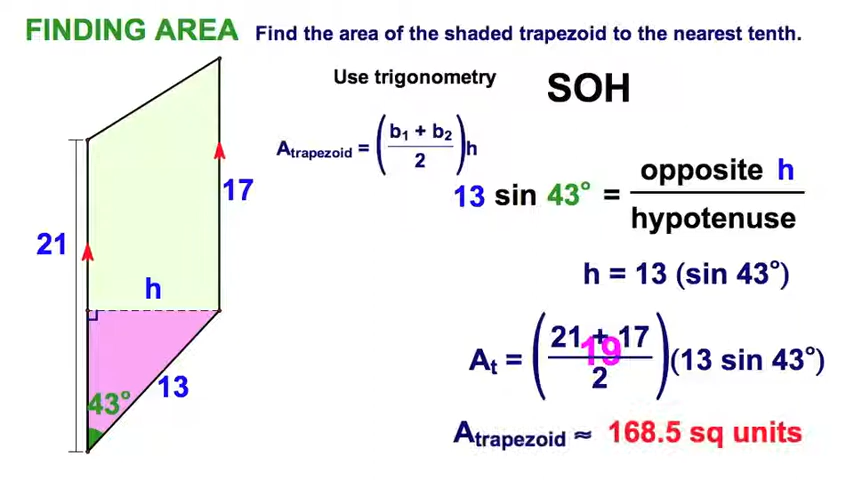 FINDING AREA Find the area of the shaded trapezoid to the nearest tenth.
Use trigonometry
SOH
A_trapezoid = ((b₁ + b₂)/2)h
13 sin 43° = opposite h / hypotenuse
h = 13 (sin 43°)
A_t = ((21 + 17)/2)(13 sin 43°)
19
A_trapezoid ≈ 168.5 sq units
21
17
h
13
43°